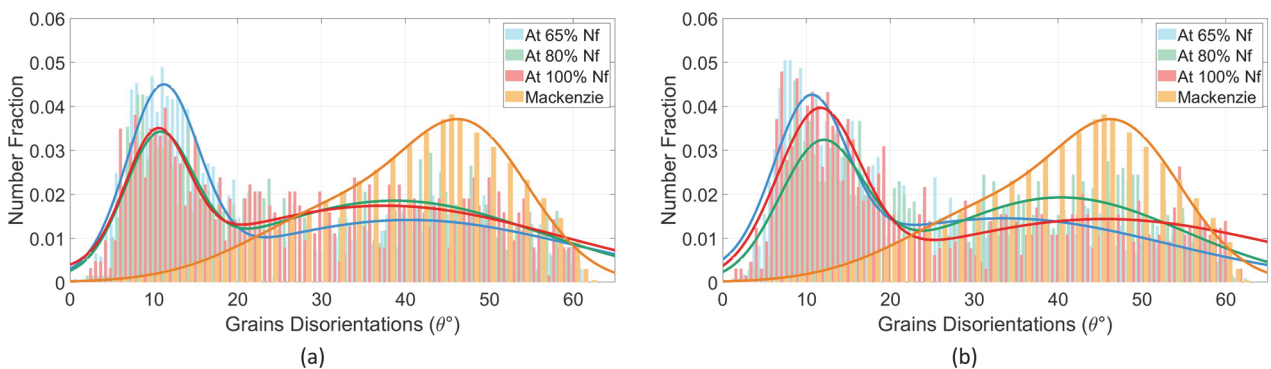 0.06
0.05
0.04
0.03
0.02
0.01
0
Number Fraction
At 65% Nf
At 80% Nf
At 100% Nf
Mackenzie
0 10 20 30 40 50 60
Grains Disorientations (θ°)
(a)
0.06
0.05
0.04
0.03
0.02
0.01
0
Number Fraction
At 65% Nf
At 80% Nf
At 100% Nf
Mackenzie
0 10 20 30 40 50 60
Grains Disorientations (θ°)
(b)